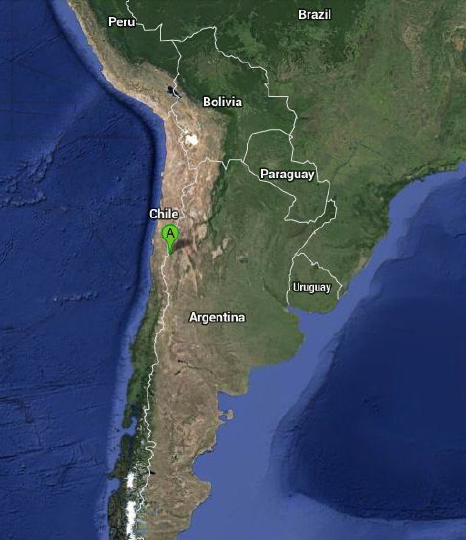 Peru
Brazil
Bolivia
Paraguay
Chile
A
Uruguay
Argentina